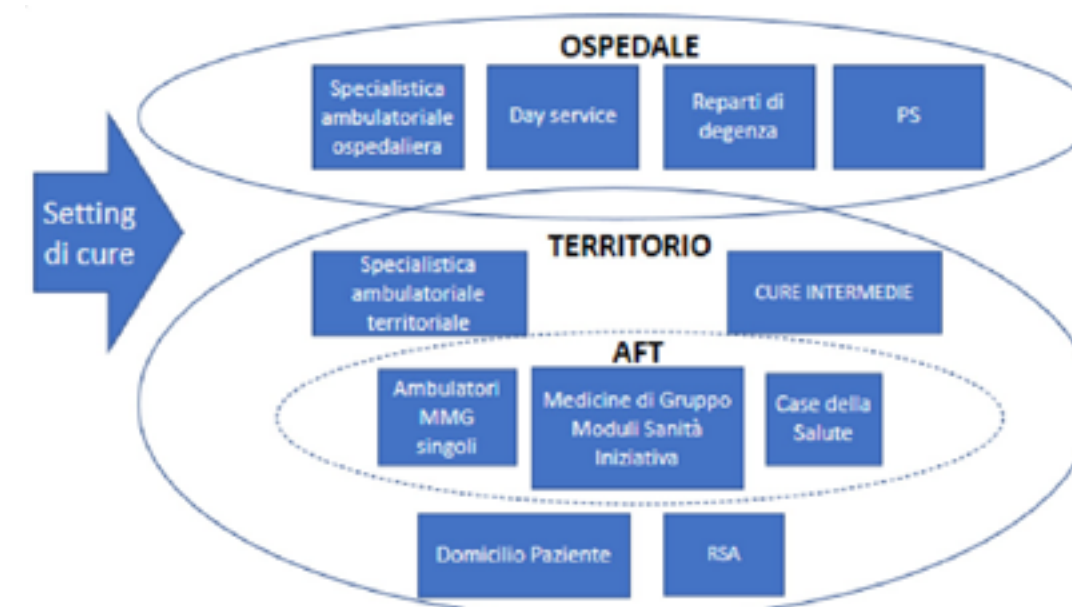 OSPEDALE
Specialistica
ambulatoriale
ospedaliera
Day service
Reparti di
degenza
PS
Setting
di cure
TERRITORIO
Specialistica
ambulatoriale
territoriale
CURE INTERMEDIE
AFT
Ambulatori
MMG
singoli
Medicine di Gruppo
Moduli Sanità
Iniziativa
Case della
Salute
Domicilio Paziente
RSA